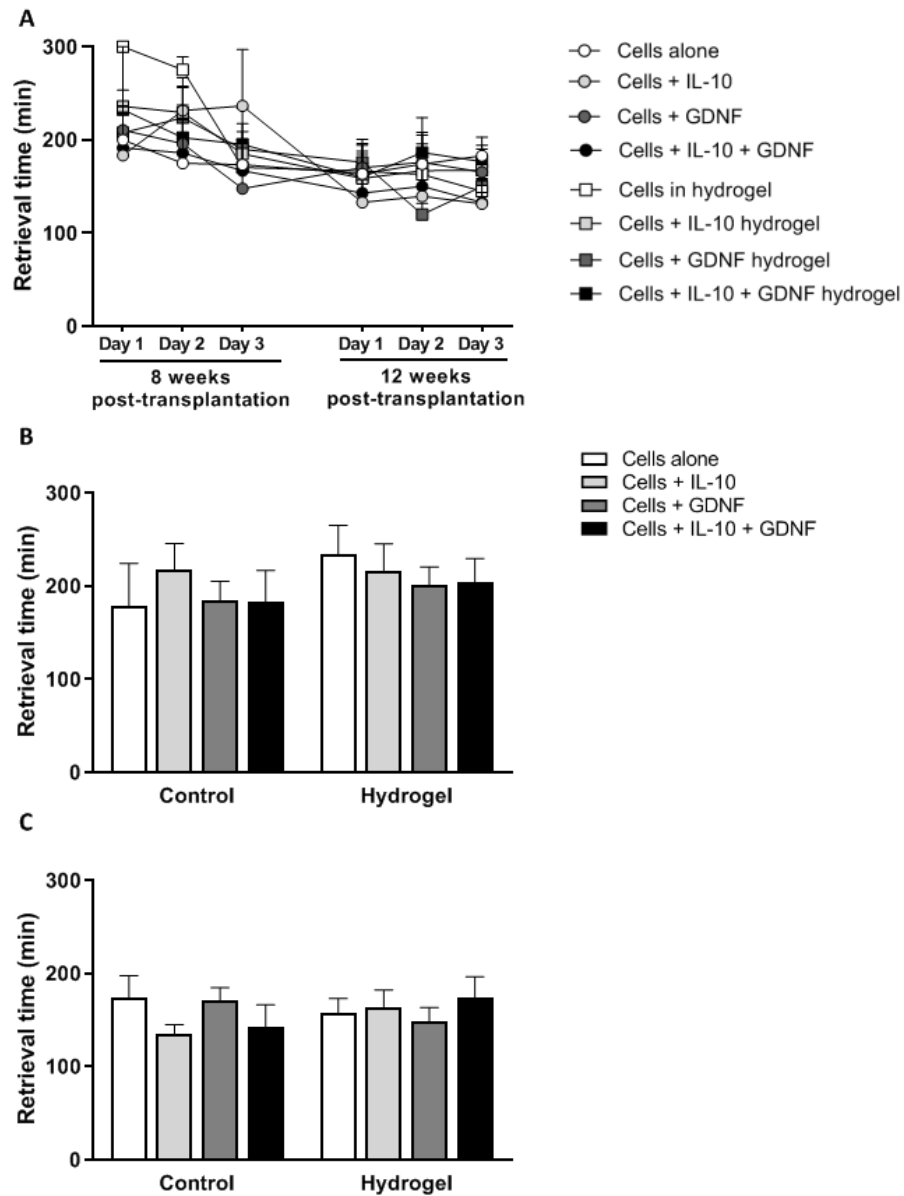 A
Retrieval time (min)
300
200
100
0
Day 1 Day 2 Day 3 Day 1 Day 2 Day 3
8 weeks
post-transplantation
12 weeks
post-transplantation
Cells alone
Cells + IL-10
Cells + GDNF
Cells + IL-10 + GDNF
Cells in hydrogel
Cells + IL-10 hydrogel
Cells + GDNF hydrogel
Cells + IL-10 + GDNF hydrogel
B
Retrieval time (min)
300
200
100
0
Control Hydrogel
Cells alone
Cells + IL-10
Cells + GDNF
Cells + IL-10 + GDNF
C
Retrieval time (min)
300
200
100
0
Control Hydrogel